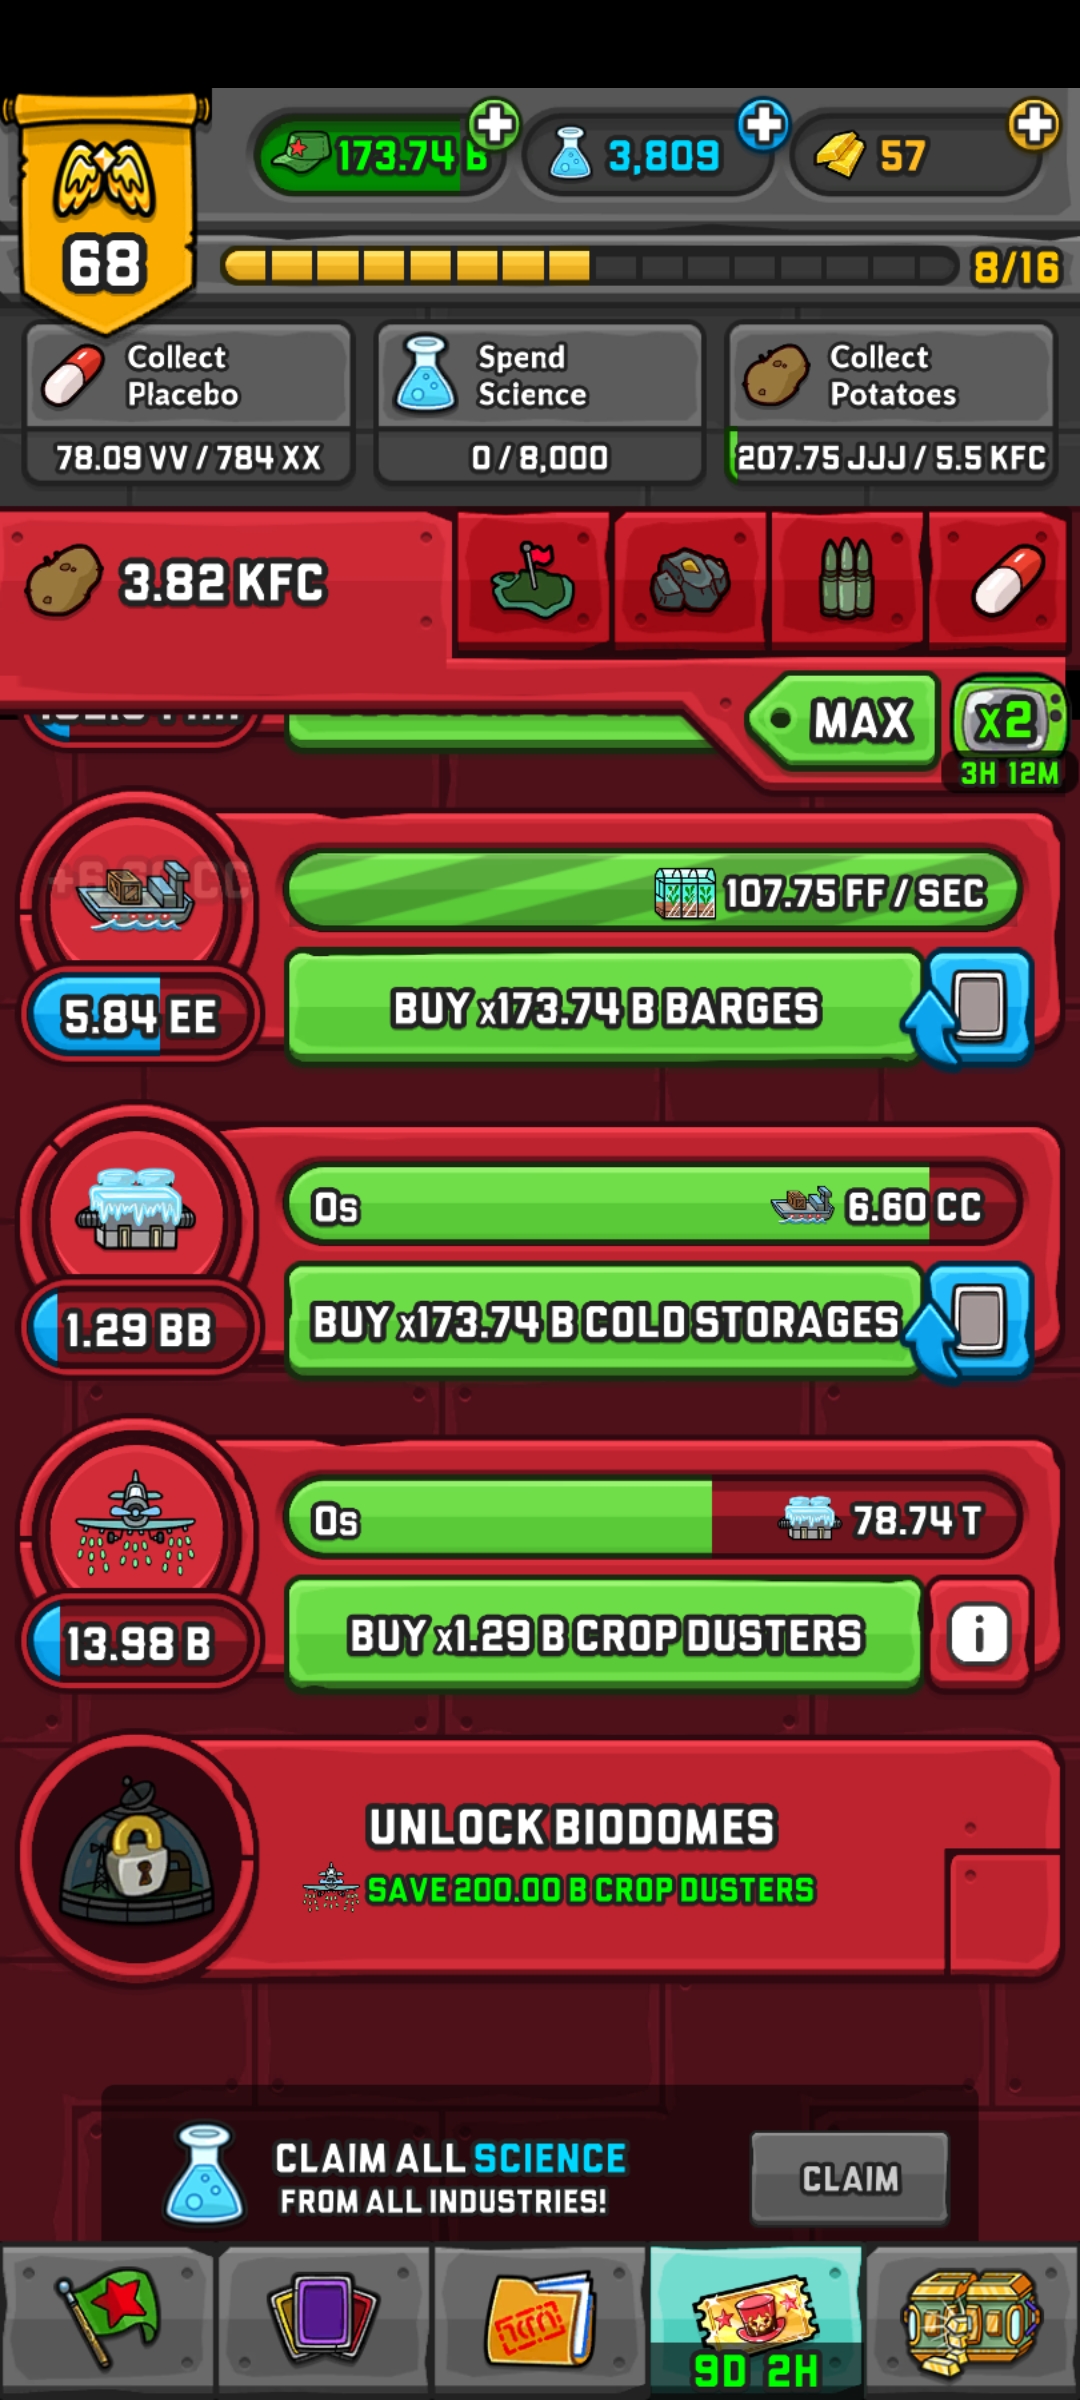 173.74 B
3,809
57
68
8/16
Collect
Placebo
78.09 VV / 784 XX
Spend
Science
0 / 8,000
Collect
Potatoes
207.75 JJJ / 5.5 KFC
3.82 KFC
MAX
x2
3H 12M
+6.60 CC
107.75 FF / SEC
5.84 EE
BUY x173.74 B BARGES
0s
6.60 CC
1.29 BB
BUY x173.74 B COLD STORAGES
0s
78.74 T
13.98 B
BUY x1.29 B CROP DUSTERS
i
UNLOCK BIODOMES
SAVE 200.00 B CROP DUSTERS
CLAIM ALL SCIENCE
FROM ALL INDUSTRIES!
CLAIM
9D 2H